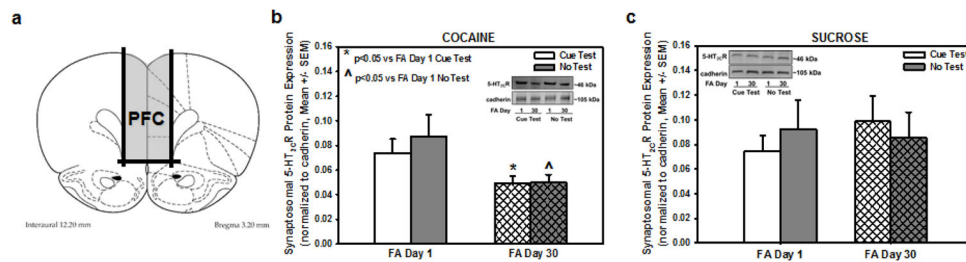 a
PFC
Interaural 12.20 mm
Bregma 3.20 mm
b
COCAINE
Synaptosomal 5-HT2CR Protein Expression
(normalized to cadherin, Mean +/- SEM)
0.16
0.14
0.12
0.10
0.08
0.06
0.04
0.02
0.00
* p<0.05 vs FA Day 1 Cue Test
^ p<0.05 vs FA Day 1 No Test
Cue Test
No Test
5-HT2CR
~46 kDa
cadherin
~105 kDa
FA Day 1 30 1 30
Cue Test No Test
*
^
FA Day 1
FA Day 30
c
SUCROSE
Synaptosomal 5-HT2CR Protein Expression
(normalized to cadherin, Mean +/- SEM)
0.16
0.14
0.12
0.10
0.08
0.06
0.04
0.02
0.00
5-HT2CR
~46 kDa
cadherin
~105 kDa
FA Day 1 30 1 30
Cue Test No Test
Cue Test
No Test
FA Day 1
FA Day 30